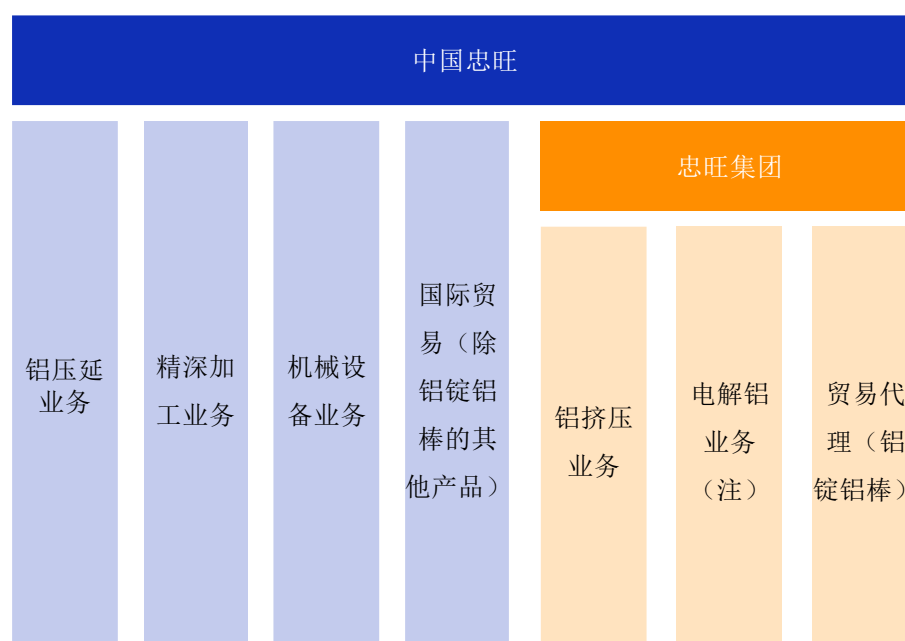 中国忠旺
忠旺集团
铝压延
业务
精深加
工业务
机械设
备业务
国际贸
易（除
铝锭铝
棒的其
他产品）
铝挤压
业务
电解铝
业务
（注）
贸易代
理（铝
锭铝棒）